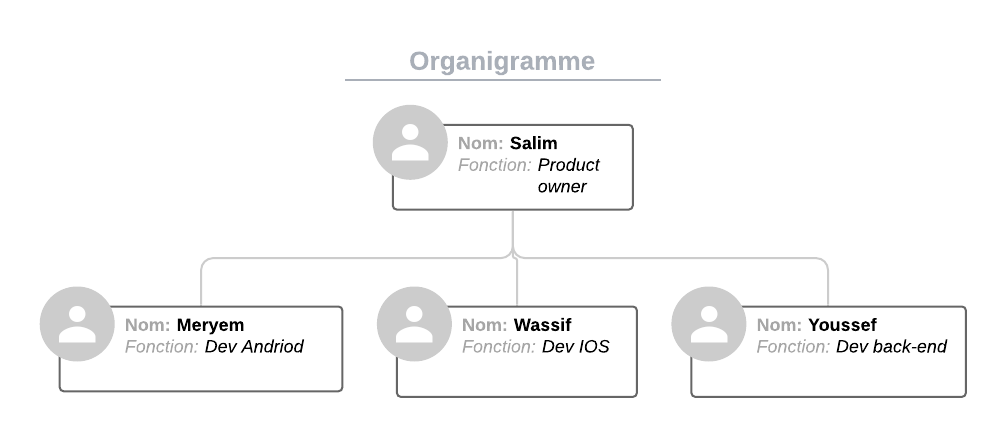 Organigramme
Nom: Salim
Fonction: Product
owner
Nom: Meryem
Fonction: Dev Andriod
Nom: Wassif
Fonction: Dev IOS
Nom: Youssef
Fonction: Dev back-end